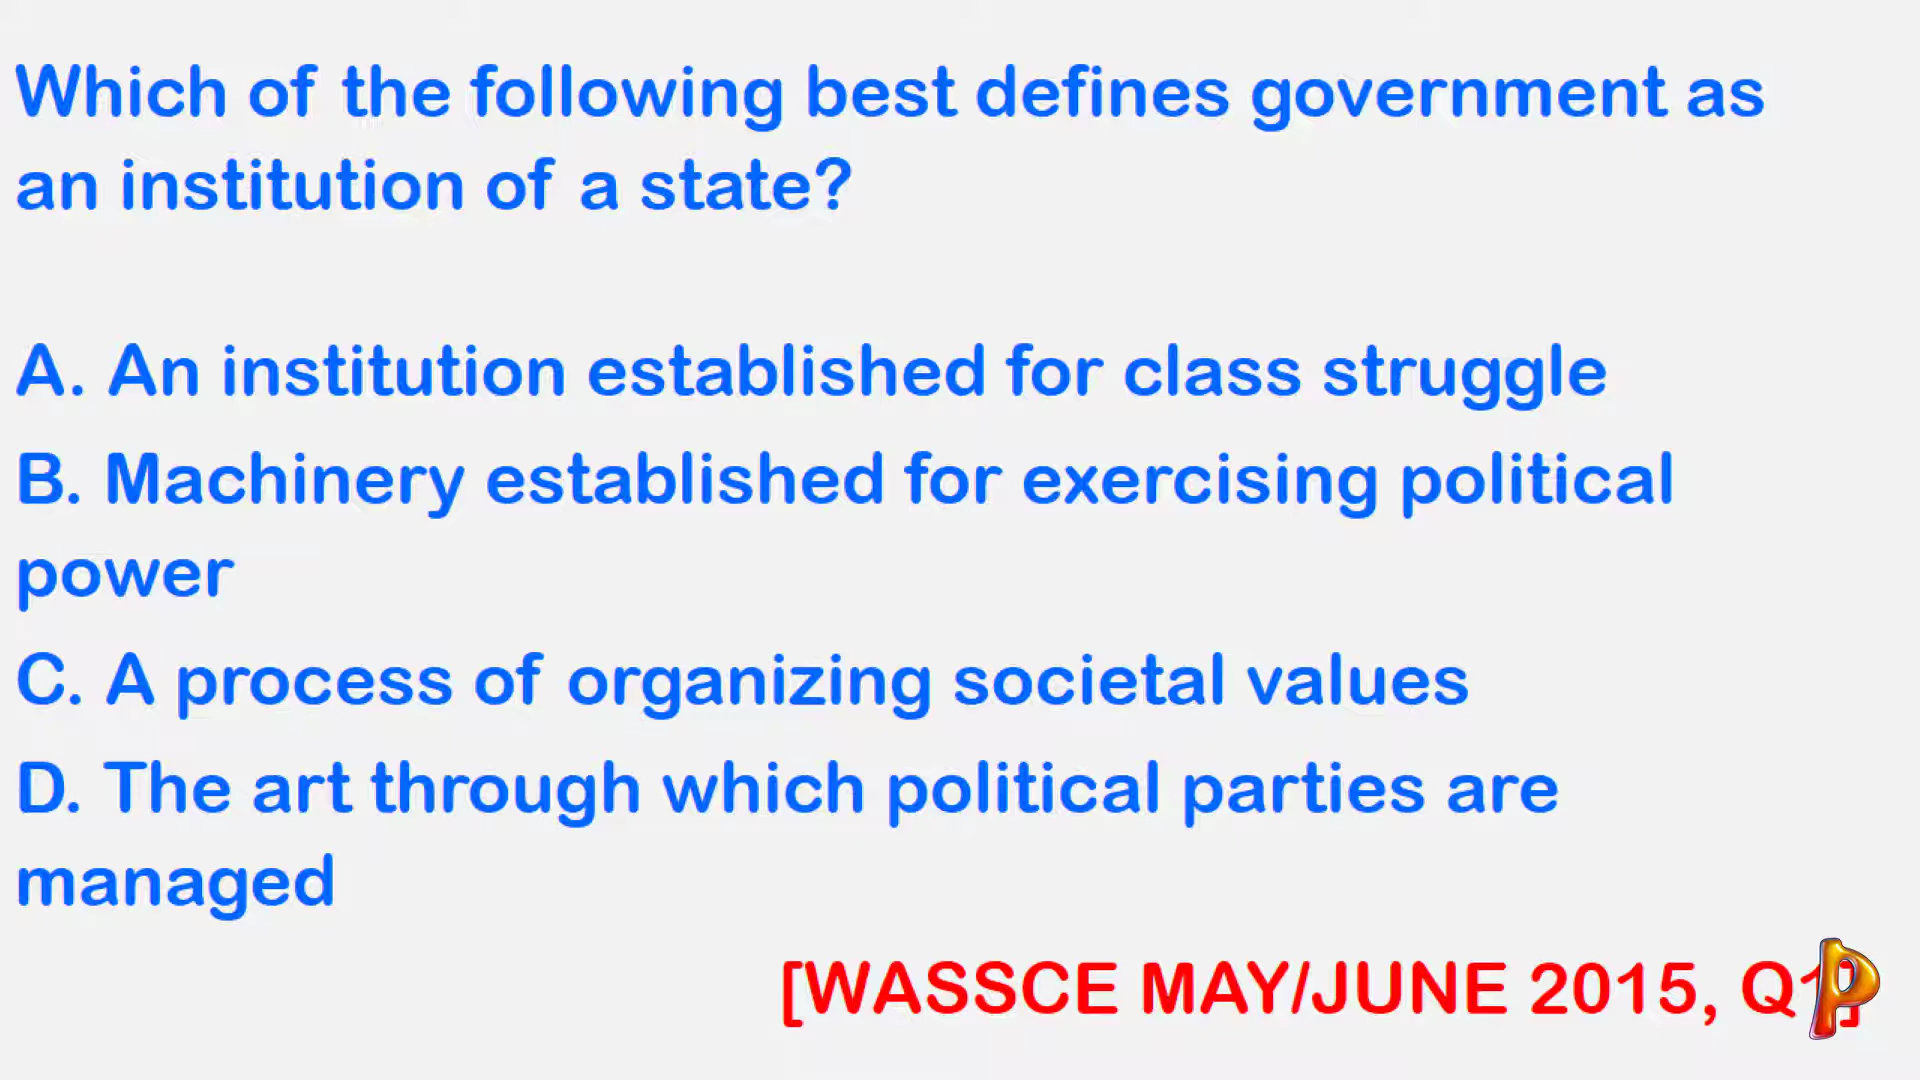 Which of the following best defines government as
an institution of a state?
A. An institution established for class struggle
B. Machinery established for exercising political
power
C. A process of organizing societal values
D. The art through which political parties are
managed
[WASSCE MAY/JUNE 2015, Q1]
P